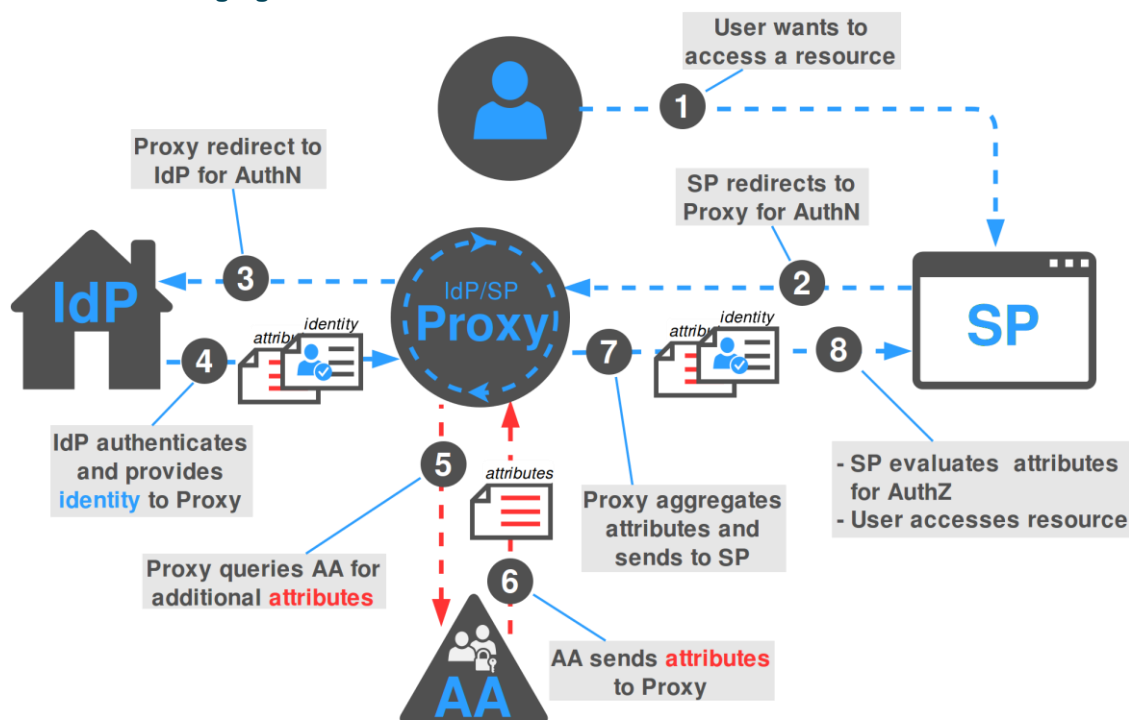 User wants to
access a resource
1
Proxy redirect to
IdP for AuthN
SP redirects to
Proxy for AuthN
3
2
IdP
IdP/SP
Proxy
SP
4
attributes
identity
7
identity
8
IdP authenticates
and provides
identity to Proxy
5
attributes
Proxy aggregates
attributes and
sends to SP
- SP evaluates attributes
for AuthZ
- User accesses resource
Proxy queries AA for
additional attributes
6
AA sends attributes
to Proxy
AA